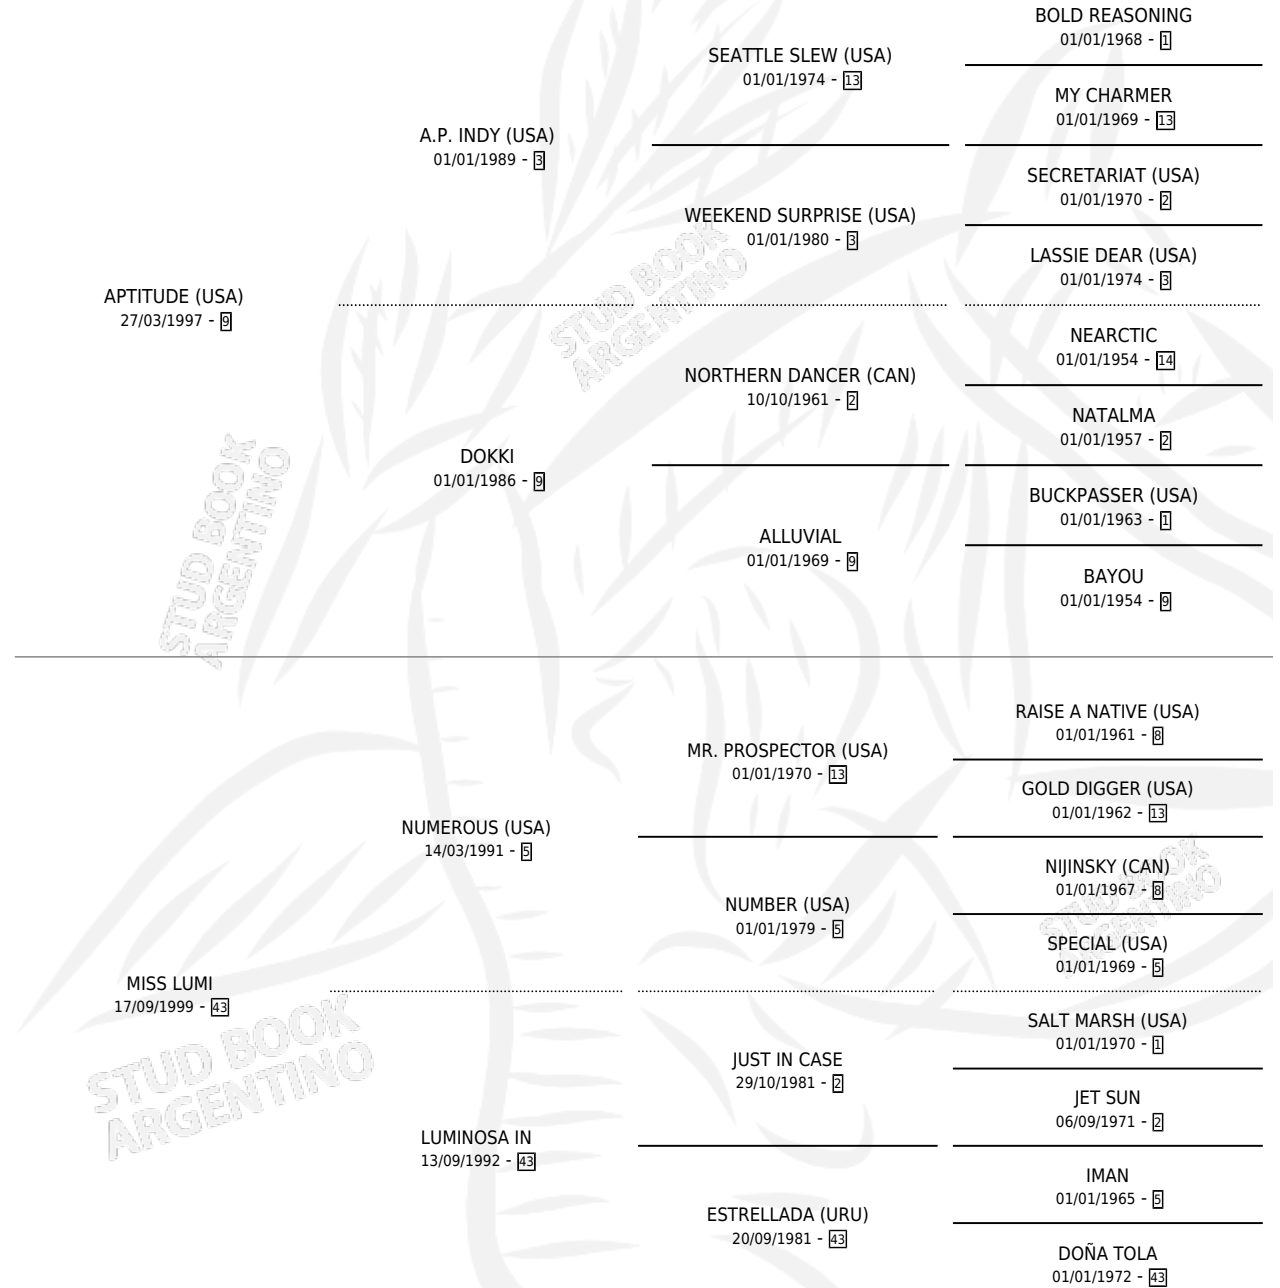 BOLD REASONING
01/01/1968 - 1
SEATTLE SLEW (USA)
01/01/1974 - 13
MY CHARMER
01/01/1969 - 13
A.P. INDY (USA)
01/01/1989 - 3
SECRETARIAT (USA)
01/01/1970 - 2
WEEKEND SURPRISE (USA)
01/01/1980 - 3
LASSIE DEAR (USA)
01/01/1974 - 3
STUD BOOK
ARGENTINO
APTITUDE (USA)
27/03/1997 - 9
NEARCTIC
01/01/1954 - 14
NORTHERN DANCER (CAN)
10/10/1961 - 2
NATALMA
01/01/1957 - 2
DOKKI
01/01/1986 - 9
STUD BOOK
ARGENTINO
BUCKPASSER (USA)
01/01/1963 - 1
ALLUVIAL
01/01/1969 - 9
BAYOU
01/01/1954 - 9
RAISE A NATIVE (USA)
01/01/1961 - 8
MR. PROSPECTOR (USA)
01/01/1970 - 13
GOLD DIGGER (USA)
01/01/1962 - 13
NUMEROUS (USA)
14/03/1991 - 5
NIJINSKY (CAN)
01/01/1967 - 8
NUMBER (USA)
01/01/1979 - 5
SPECIAL (USA)
01/01/1969 - 5
STUD BOOK
ARGENTINO
MISS LUMI
17/09/1999 - 43
SALT MARSH (USA)
01/01/1970 - 1
JUST IN CASE
29/10/1981 - 2
JET SUN
06/09/1971 - 2
STUD BOOK
ARGENTINO
LUMINOSA IN
13/09/1992 - 43
IMAN
01/01/1965 - 5
ESTRELLADA (URU)
20/09/1981 - 43
DOÑA TOLA
01/01/1972 - 43